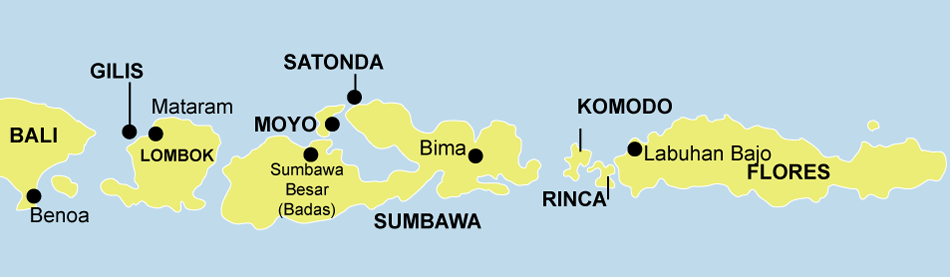 SATONDA
GILIS
Mataram
KOMODO
MOYO
BALI
LOMBOK
Bima
Labuhan Bajo
Sumbawa
Besar
(Badas)
FLORES
RINCA
Benoa
SUMBAWA